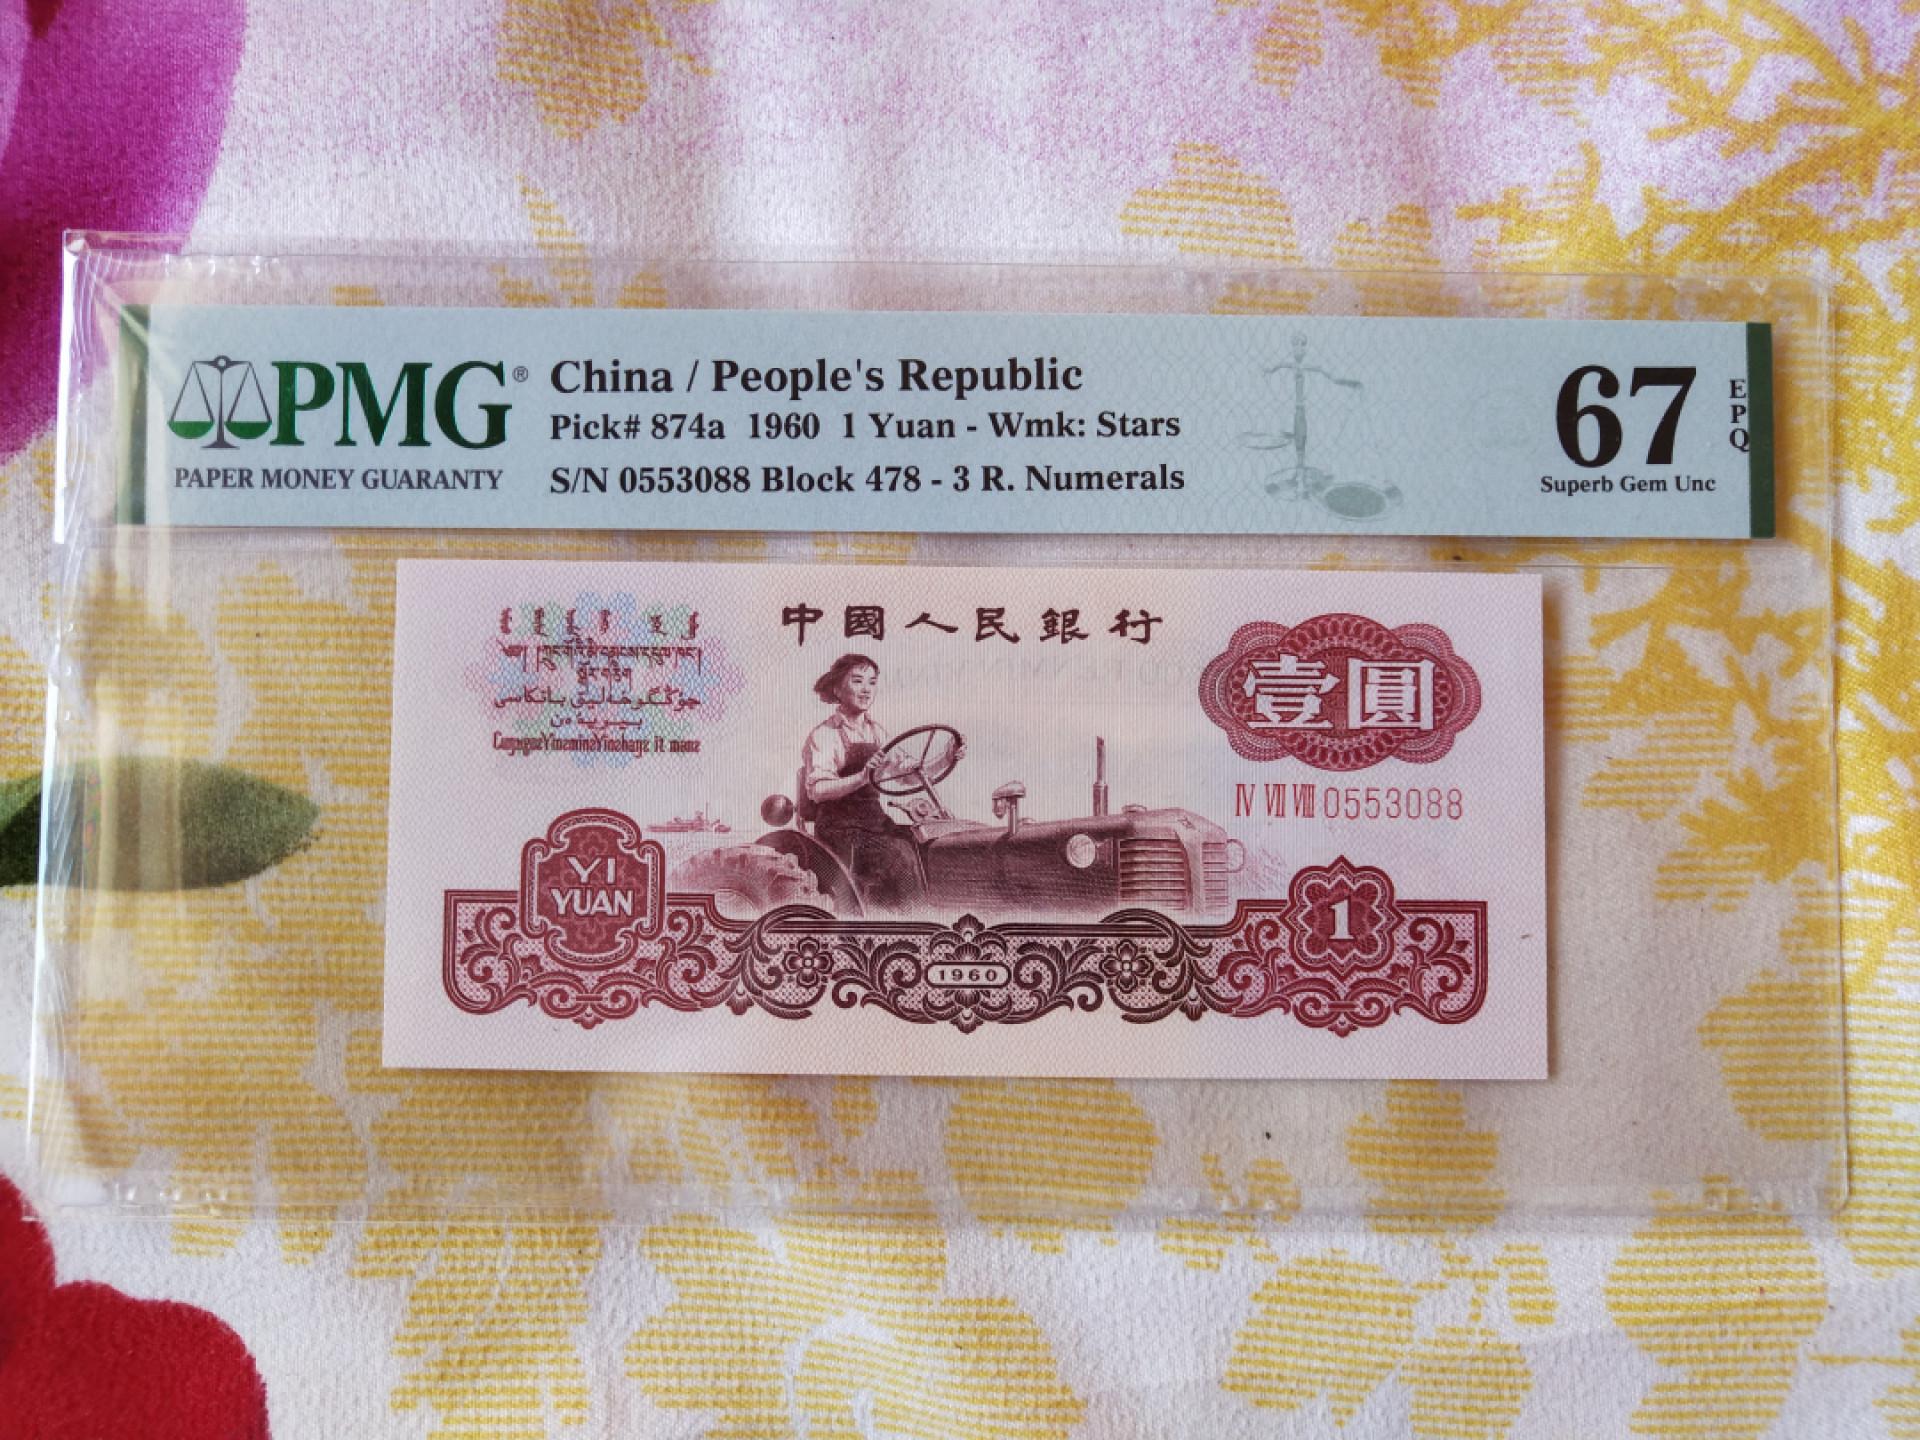 PMG®
PAPER MONEY GUARANTY
China / People's Republic
Pick# 874a 1960 1 Yuan - Wmk: Stars
S/N 0553088 Block 478 - 3 R. Numerals
67
EPQ
Superb Gem Unc
中國人民銀行
壹圓
IV VII VIII 0553088
YI
YUAN
1
1960